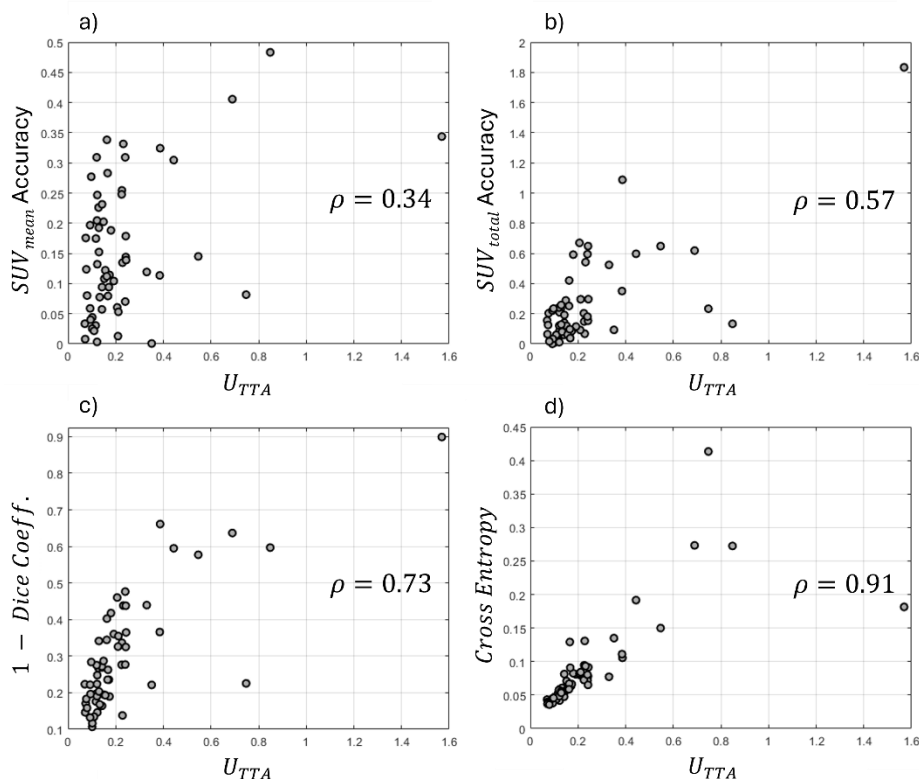 a)
0.5
0.45
0.4
0.35
0.3
0.25
0.2
0.15
0.1
0.05
0
SUV_mean Accuracy
ρ = 0.34
0 0.2 0.4 0.6 0.8 1 1.2 1.4 1.6
U_TTA
b)
2
1.8
1.6
1.4
1.2
1
0.8
0.6
0.4
0.2
0
SUV_total Accuracy
ρ = 0.57
0 0.2 0.4 0.6 0.8 1 1.2 1.4 1.6
U_TTA
c)
0.9
0.8
0.7
0.6
0.5
0.4
0.3
0.2
0.1
1 − Dice Coeff.
ρ = 0.73
0 0.2 0.4 0.6 0.8 1 1.2 1.4 1.6
U_TTA
d)
0.45
0.4
0.35
0.3
0.25
0.2
0.15
0.1
0.05
0
Cross Entropy
ρ = 0.91
0 0.2 0.4 0.6 0.8 1 1.2 1.4 1.6
U_TTA